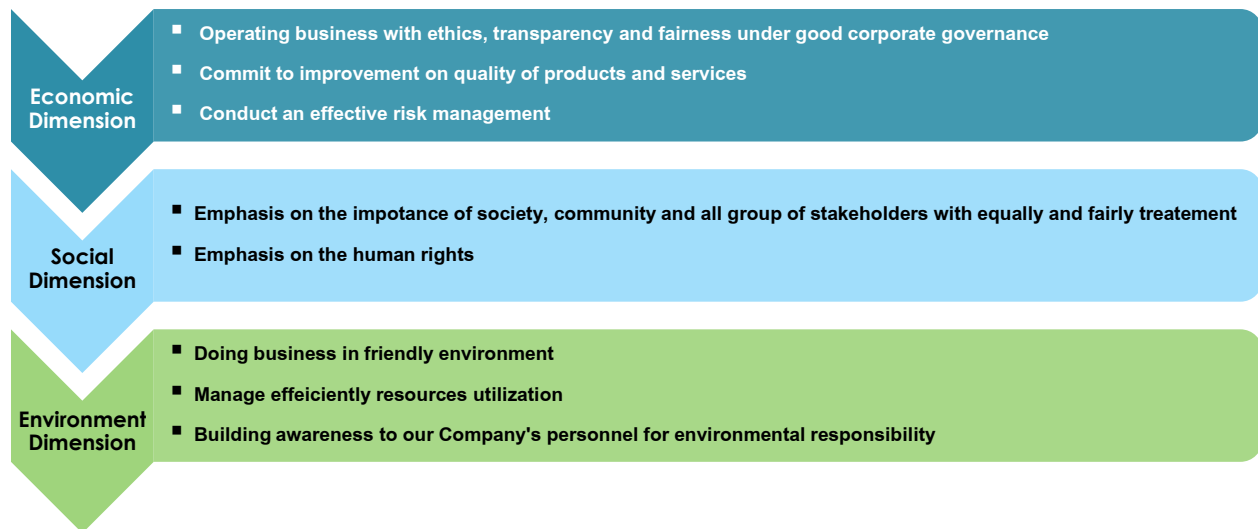 Economic
Dimension
▪ Operating business with ethics, transparency and fairness under good corporate governance
▪ Commit to improvement on quality of products and services
▪ Conduct an effective risk management
Social
Dimension
▪ Emphasis on the impotance of society, community and all group of stakeholders with equally and fairly treatement
▪ Emphasis on the human rights
Environment
Dimension
▪ Doing business in friendly environment
▪ Manage effeiciently resources utilization
▪ Building awareness to our Company's personnel for environmental responsibility